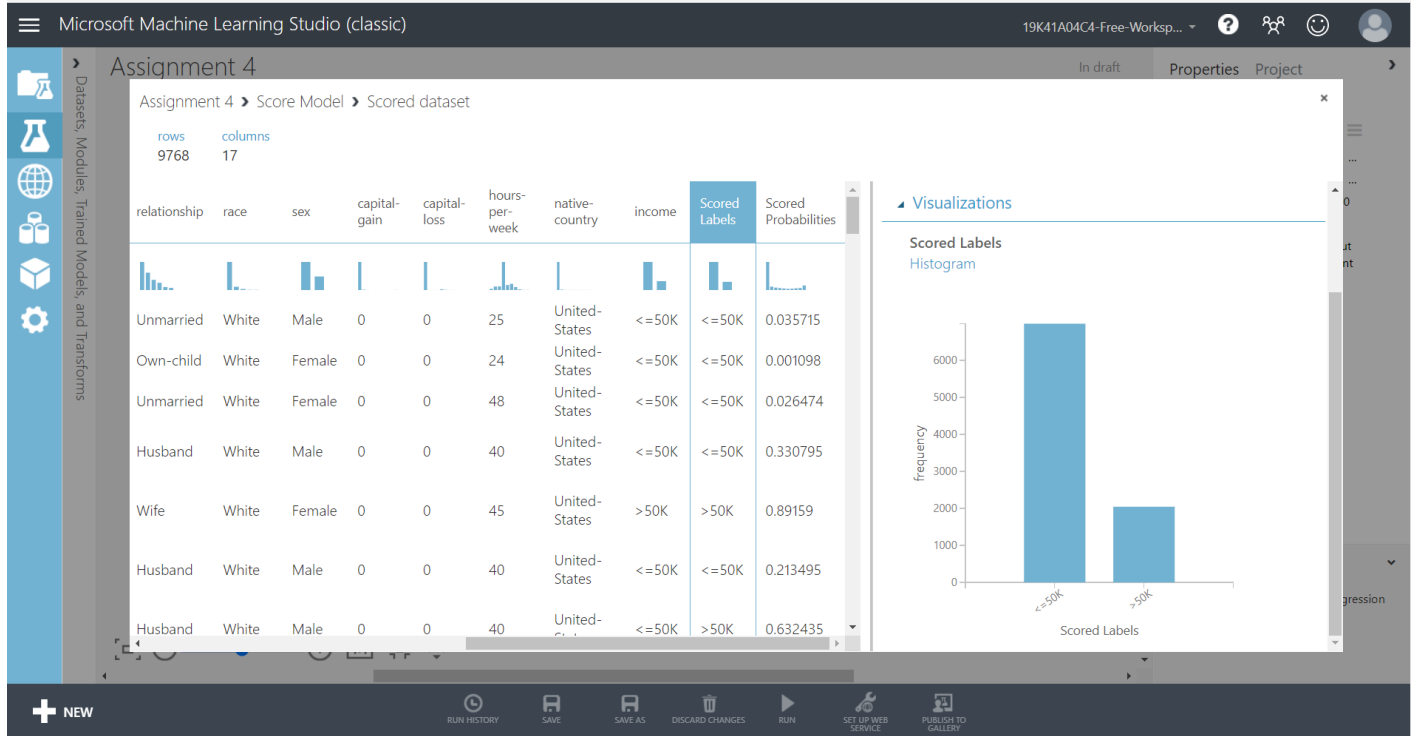 Microsoft Machine Learning Studio (classic)
19K41A04C4-Free-Worksp...
?
Assignment 4
In draft
Properties Project
Datasets, Modules, Trained Models, and Transforms
Assignment 4 > Score Model > Scored dataset
×
rows columns
9768 17
relationship race sex capital-gain capital-loss hours-per-week native-country income Scored Labels Scored Probabilities
Unmarried White Male 0 0 25 United-States <=50K <=50K 0.035715
Own-child White Female 0 0 24 United-States <=50K <=50K 0.001098
Unmarried White Female 0 0 48 United-States <=50K <=50K 0.026474
Husband White Male 0 0 40 United-States <=50K <=50K 0.330795
Wife White Female 0 0 45 United-States >50K >50K 0.89159
Husband White Male 0 0 40 United-States <=50K <=50K 0.213495
Husband White Male 0 0 40 United- <=50K >50K 0.632435
Visualizations
Scored Labels
Histogram
6000
5000
4000
3000
2000
1000
0
frequency
<=50K >50K
Scored Labels
...
...
0
ut
nt
gression
NEW
RUN HISTORY
SAVE
SAVE AS
DISCARD CHANGES
RUN
SET UP WEB
SERVICE
PUBLISH TO
GALLERY